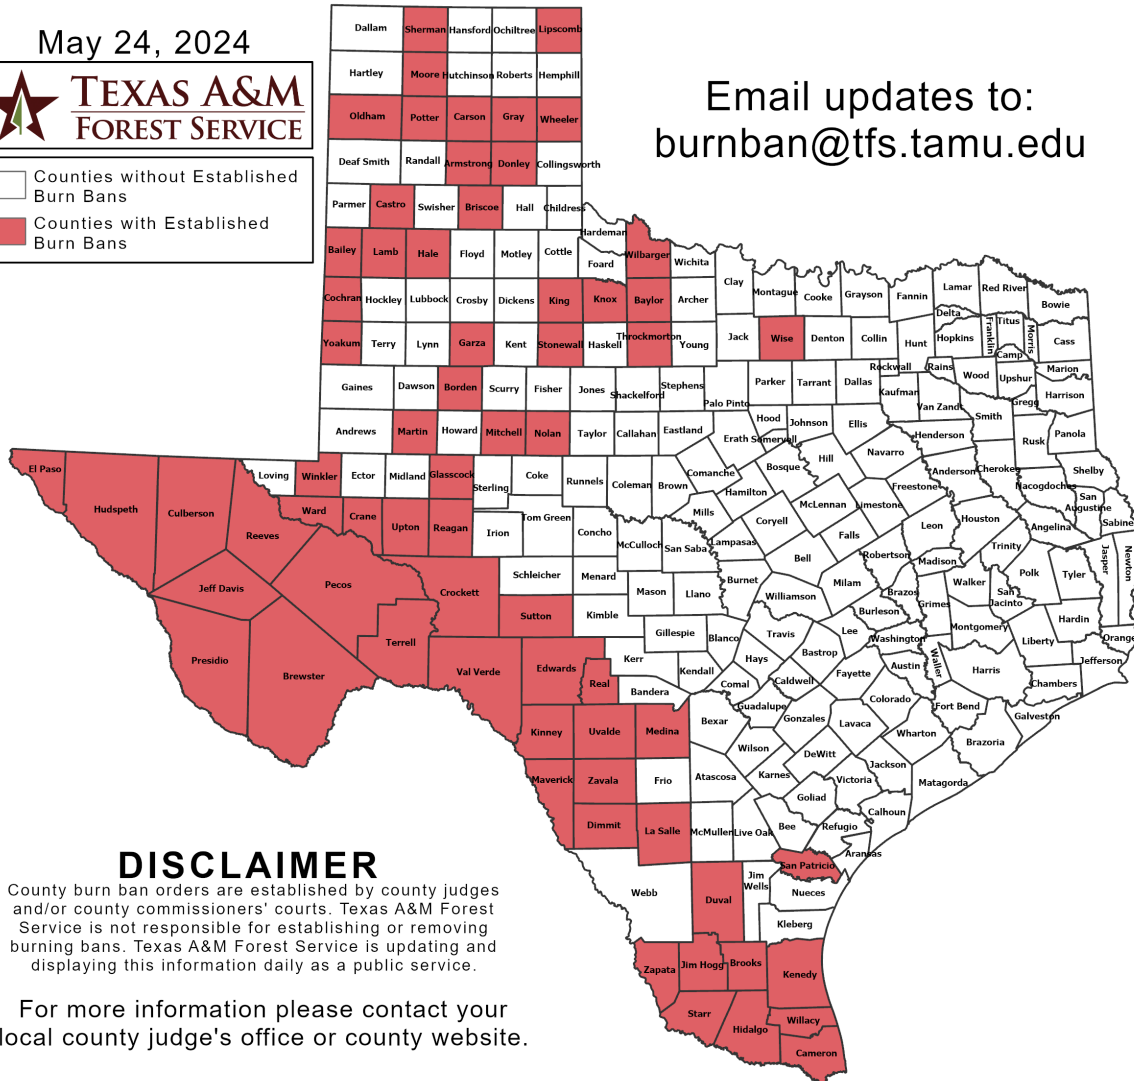 May 24, 2024
TEXAS A&M
FOREST SERVICE
Counties without Established
Burn Bans
Counties with Established
Burn Bans
Email updates to:
burnban@tfs.tamu.edu
Dallam Sherman Hansford Ochiltree Lipscomb
Hartley Moore Hutchinson Roberts Hemphill
Oldham Potter Carson Gray Wheeler
Deaf Smith Randall Armstrong Donley Collingsworth
Parmer Castro Swisher Briscoe Hall Childress
Hardeman
Bailey Lamb Hale Floyd Motley Cottle Foard Wilbarger Wichita
Clay Montague Cooke Grayson Fannin Lamar Red River Bowie
Cochran Hockley Lubbock Crosby Dickens King Knox Baylor Archer
Delta Franklin Titus Morris Cass
Yoakum Terry Lynn Garza Kent Stonewall Haskell Throckmorton Young Jack Wise Denton Collin Hunt Hopkins
Camp
Rockwall Rains Wood Upshur Marion
Gaines Dawson Borden Scurry Fisher Jones Shackelford Stephens Palo Pinto Parker Tarrant Dallas Kaufman Van Zandt Smith Gregg Harrison
Andrews Martin Howard Mitchell Nolan Taylor Callahan Eastland Erath Somervell Hood Johnson Ellis Henderson Rusk Panola
El Paso Loving Winkler Ector Midland Glasscock Sterling Coke Runnels Coleman Brown Comanche Bosque Hill Navarro Anderson Cherokee Shelby
Hamilton Freestone Nacogdoches
San
Augustine Sabine
Hudspeth Culberson Ward Crane Upton Reagan Irion Tom Green Concho McCulloch San Saba Mills Lampasas Coryell McLennan Limestone Falls Leon Houston Angelina
Reeves Trinity
Jeff Davis Pecos Crockett Schleicher Menard Mason Llano Burnet Bell Williamson Milam Robertson Brazos Madison Walker San
Jacinto Polk Tyler Jasper Newton
Grimes Burleson
Sutton Kimble Gillespie Blanco Travis Lee Washington Montgomery Liberty Hardin Orange
Presidio Brewster Terrell Val Verde Edwards Real Kerr Kendall Hays Bastrop Fayette Austin Waller Harris Chambers Jefferson
Bandera Comal Caldwell Guadalupe Colorado Fort Bend Galveston
Kinney Uvalde Medina Bexar Gonzales Lavaca Wharton Brazoria
Wilson DeWitt Jackson
Maverick Zavala Frio Atascosa Karnes Victoria Matagorda
Goliad Calhoun
Dimmit La Salle McMullen Live Oak Bee Refugio
Aransas
San Patricio
Webb Duval Jim
Wells Nueces
Kleberg
Zapata Jim Hogg Brooks Kenedy
Starr Hidalgo Willacy
Cameron
DISCLAIMER
County burn ban orders are established by county judges
and/or county commissioners' courts. Texas A&M Forest
Service is not responsible for establishing or removing
burning bans. Texas A&M Forest Service is updating and
displaying this information daily as a public service.
For more information please contact your
local county judge's office or county website.